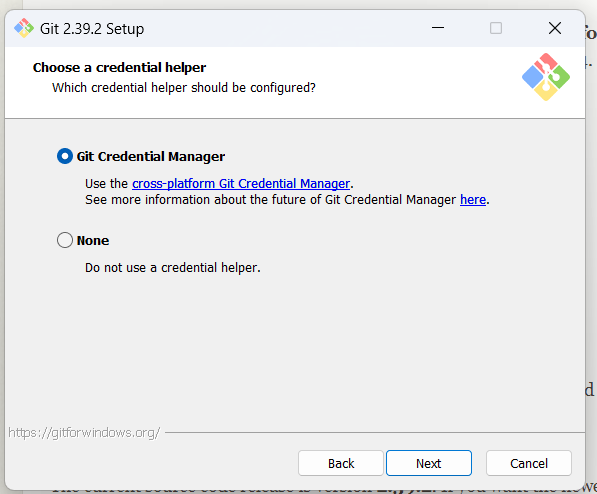 Git 2.39.2 Setup
Choose a credential helper
Which credential helper should be configured?
Git Credential Manager
Use the cross-platform Git Credential Manager.
See more information about the future of Git Credential Manager here.
None
Do not use a credential helper.
https://gitforwindows.org/
Back
Next
Cancel